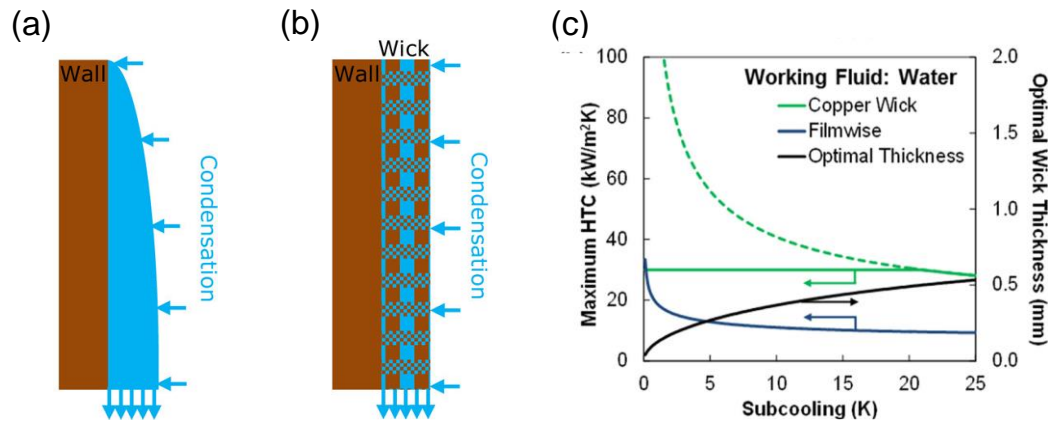 (a)
Wall
Condensation
(b)
Wick
Wall
Condensation
(c)
Maximum HTC (kW/m²K)
100
80
60
40
20
0
Working Fluid: Water
Copper Wick
Filmwise
Optimal Thickness
2.0
1.5
1.0
0.5
0.0
Optimal Wick Thickness (mm)
0
5
10
15
20
25
Subcooling (K)